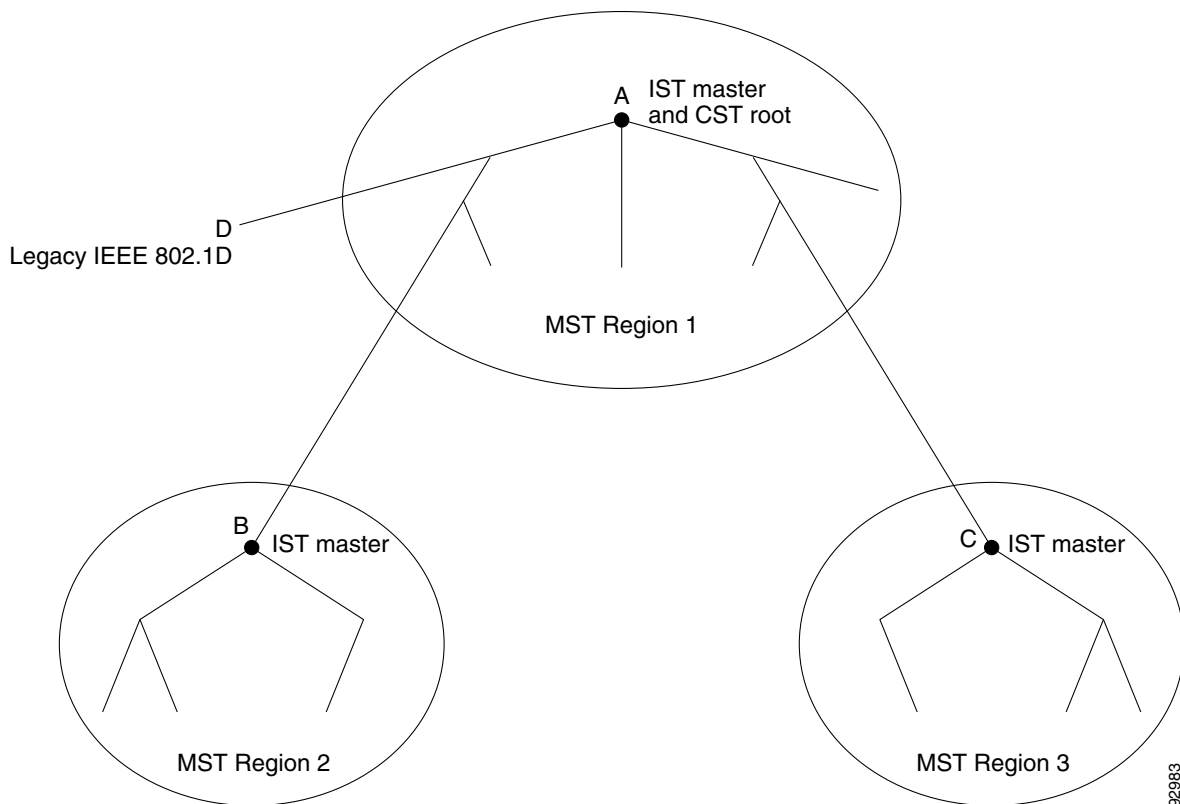 A
IST master
and CST root
D
Legacy IEEE 802.1D
MST Region 1
B
IST master
C
IST master
MST Region 2
MST Region 3
92983